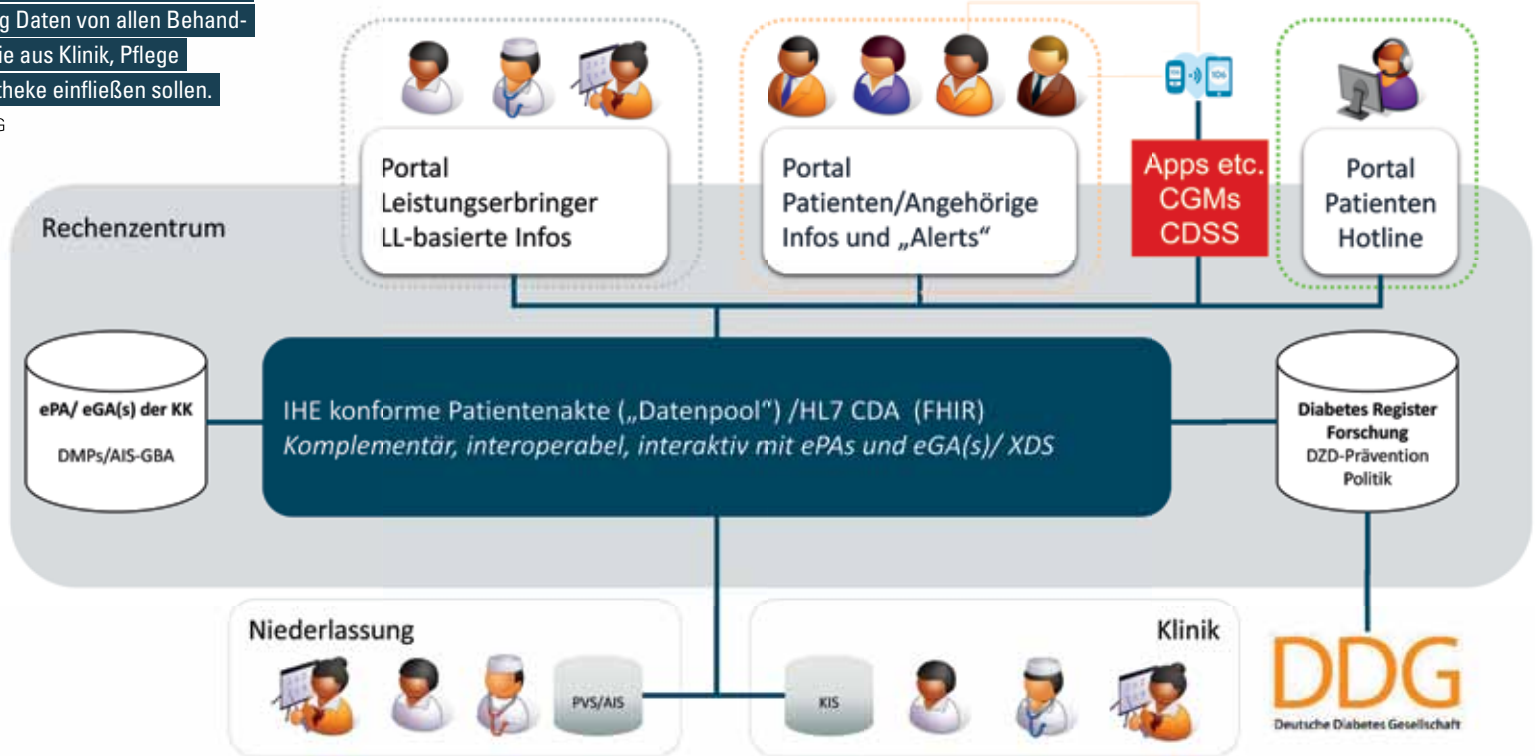 g Daten von allen Behand-
ie aus Klinik, Pflege
theke einfließen sollen.
G
Portal
Leistungserbringer
LL-basierte Infos
Portal
Patienten/Angehörige
Infos und „Alerts“
106
Apps etc.
CGMs
CDSS
Portal
Patienten
Hotline
Rechenzentrum
ePA/ eGA(s) der KK
DMPs/AIS-GBA
IHE konforme Patientenakte („Datenpool“) /HL7 CDA (FHIR)
Komplementär, interoperabel, interaktiv mit ePAs und eGA(s)/ XDS
Diabetes Register
Forschung
DZD-Prävention
Politik
Niederlassung
PVS/AIS
Klinik
KIS
DDG
Deutsche Diabetes Gesellschaft